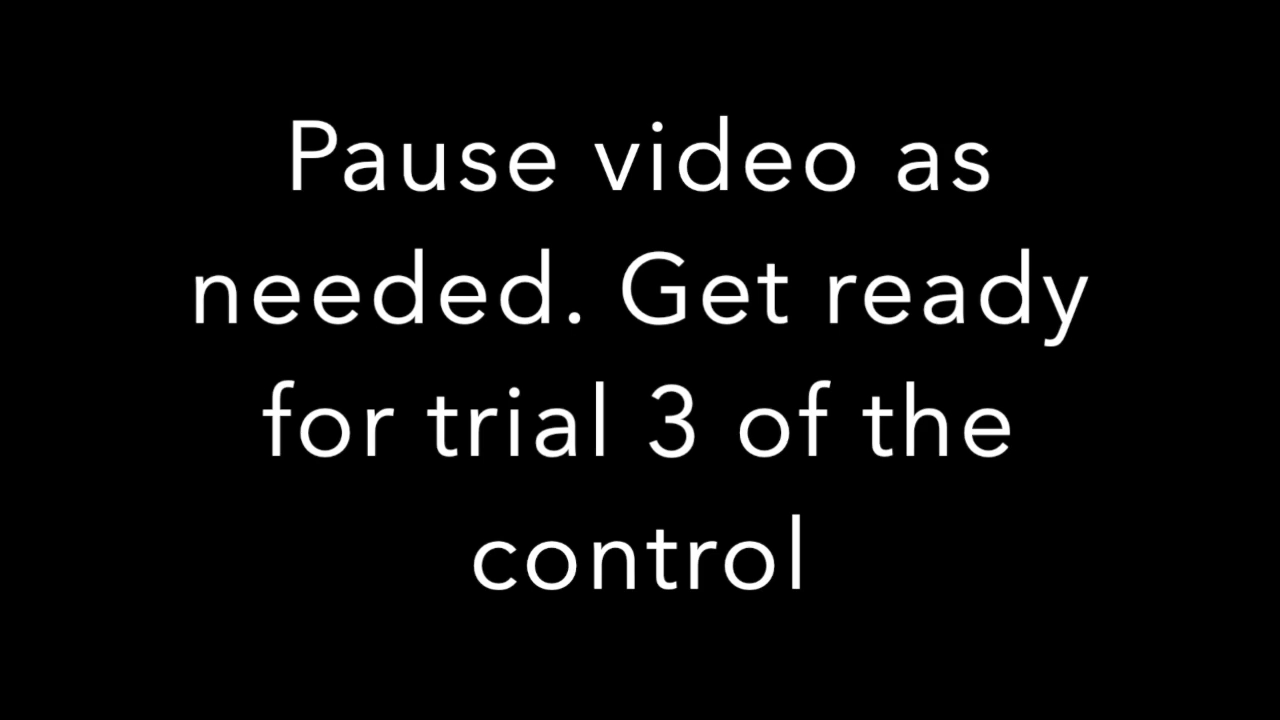 Pause video as
needed. Get ready
for trial 3 of the
control